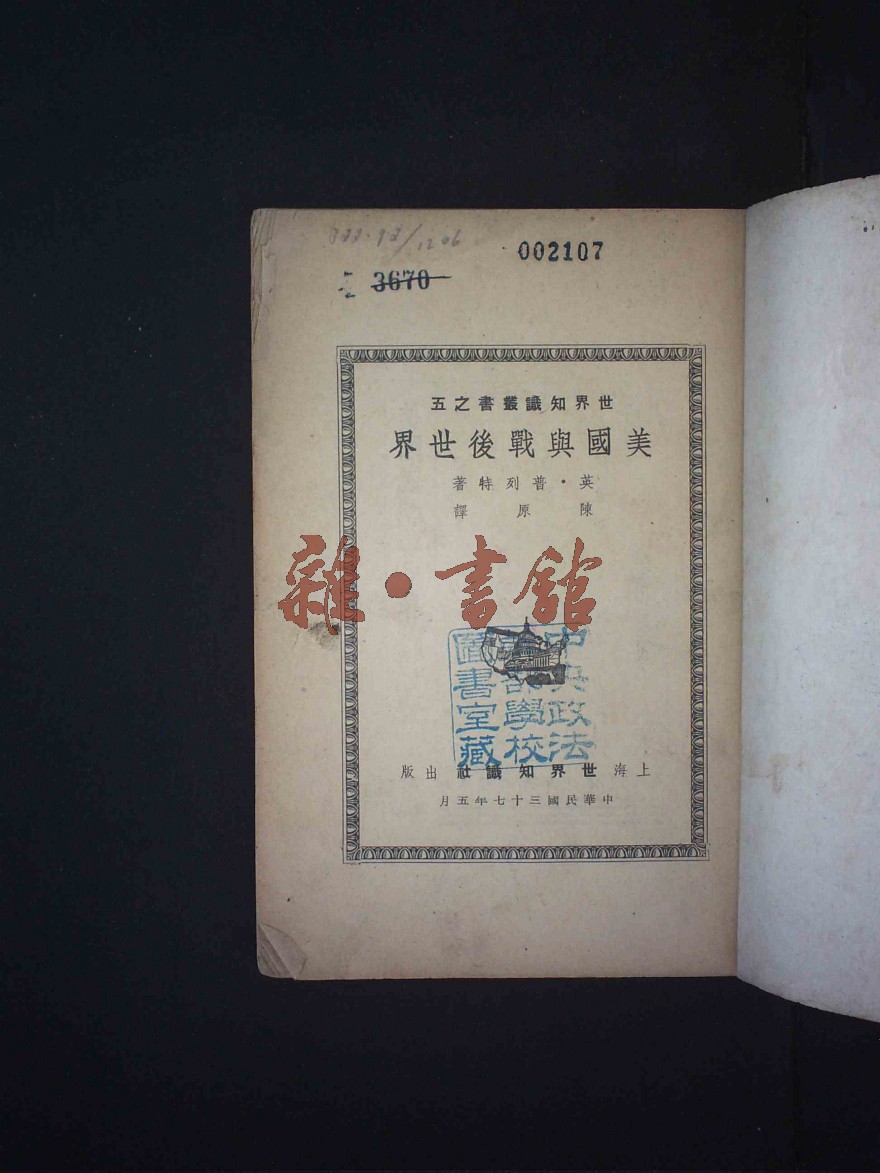 002107
3670
世界知識叢書之五
美國與戰後世界
英·普列特著
陳原譯
雜·書館
中央政法
幹部學校
圖書室藏
上海世界知識社出版
中華民國三十七年五月